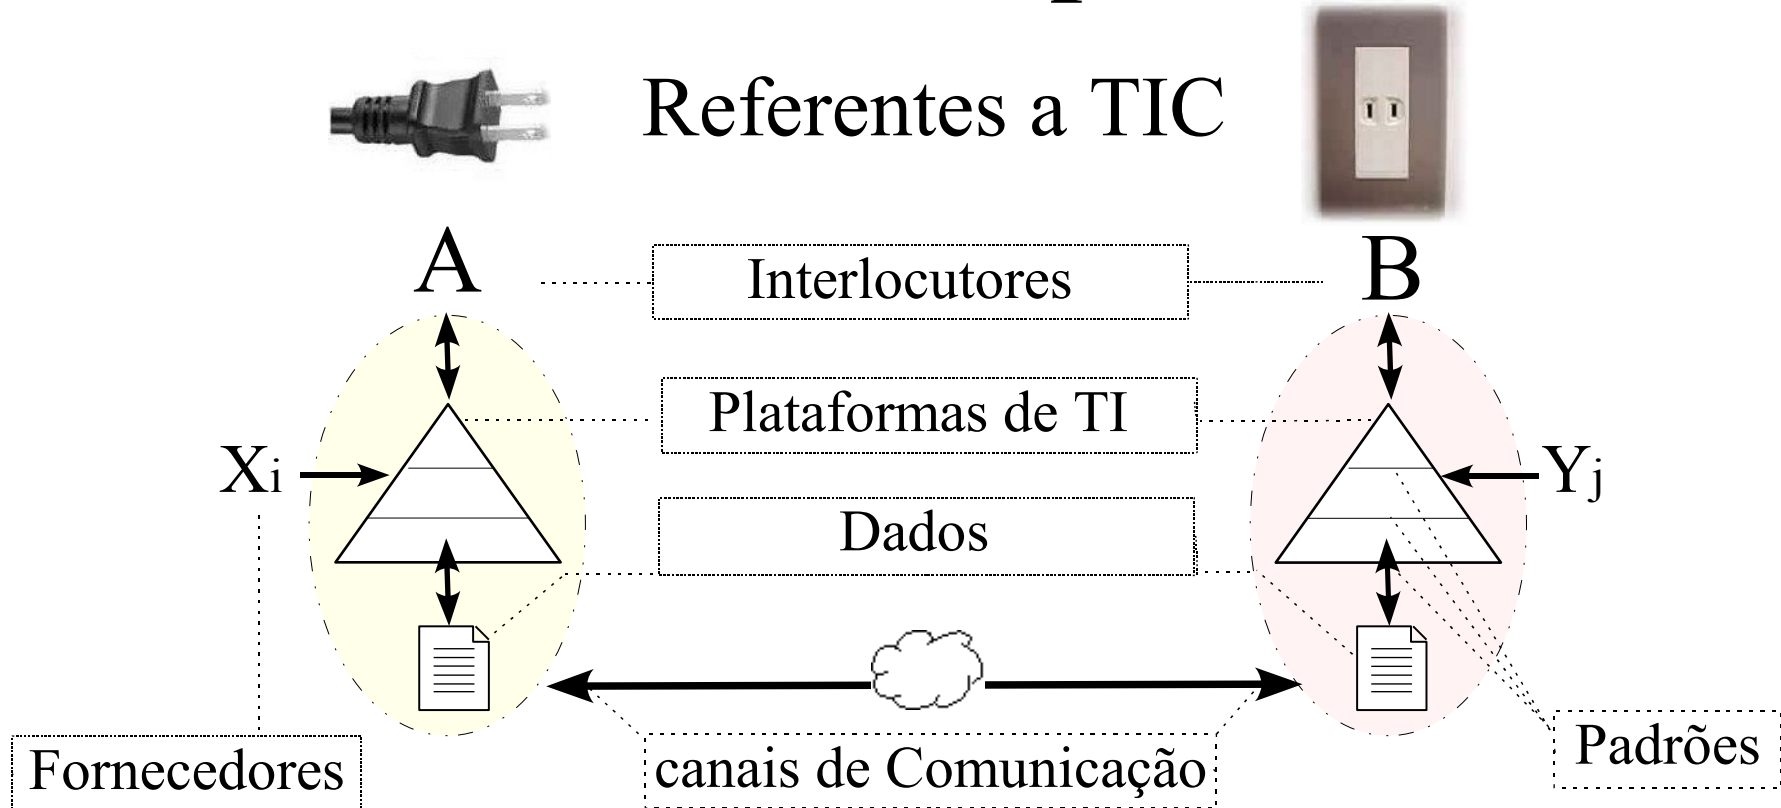 Referentes a TIC
A
Interlocutores
B
Plataformas de TI
Xi
Yj
Dados
Fornecedores
canais de Comunicação
Padrões